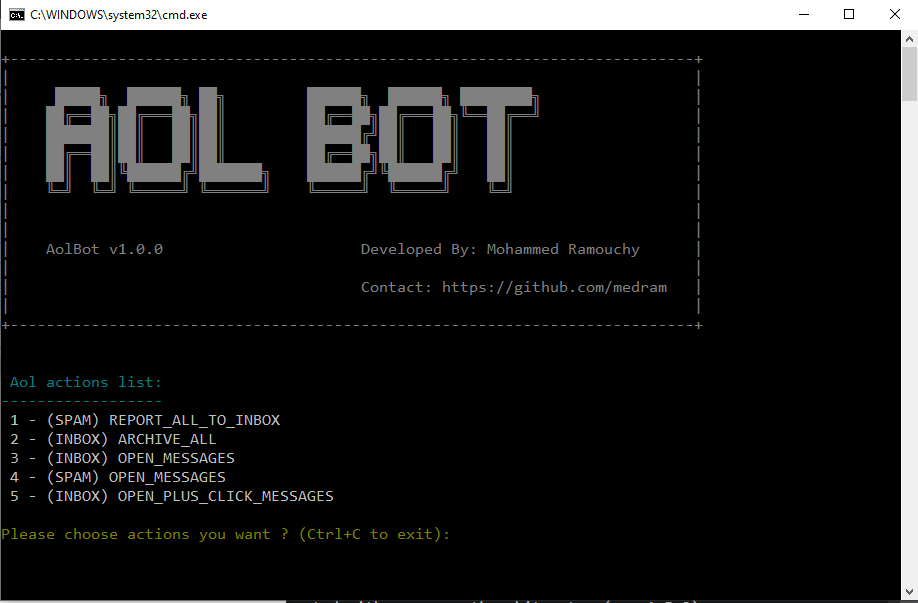 C:\WINDOWS\system32\cmd.exe
AOL BOT
AolBot v1.0.0 Developed By: Mohammed Ramouchy
Contact: https://github.com/medram
Aol actions list:
------------------
1 - (SPAM) REPORT_ALL_TO_INBOX
2 - (INBOX) ARCHIVE_ALL
3 - (INBOX) OPEN_MESSAGES
4 - (SPAM) OPEN_MESSAGES
5 - (INBOX) OPEN_PLUS_CLICK_MESSAGES
Please choose actions you want ? (Ctrl+C to exit):